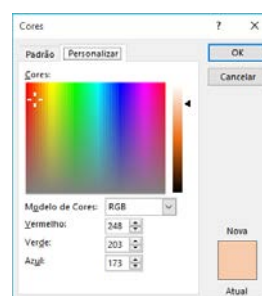 Cores
? X
Padrão Personalizar
OK
Cancelar
Cores:
Modelo de Cores: RGB
Vermelho: 248
Verde: 203
Azul: 173
Nova
Atual